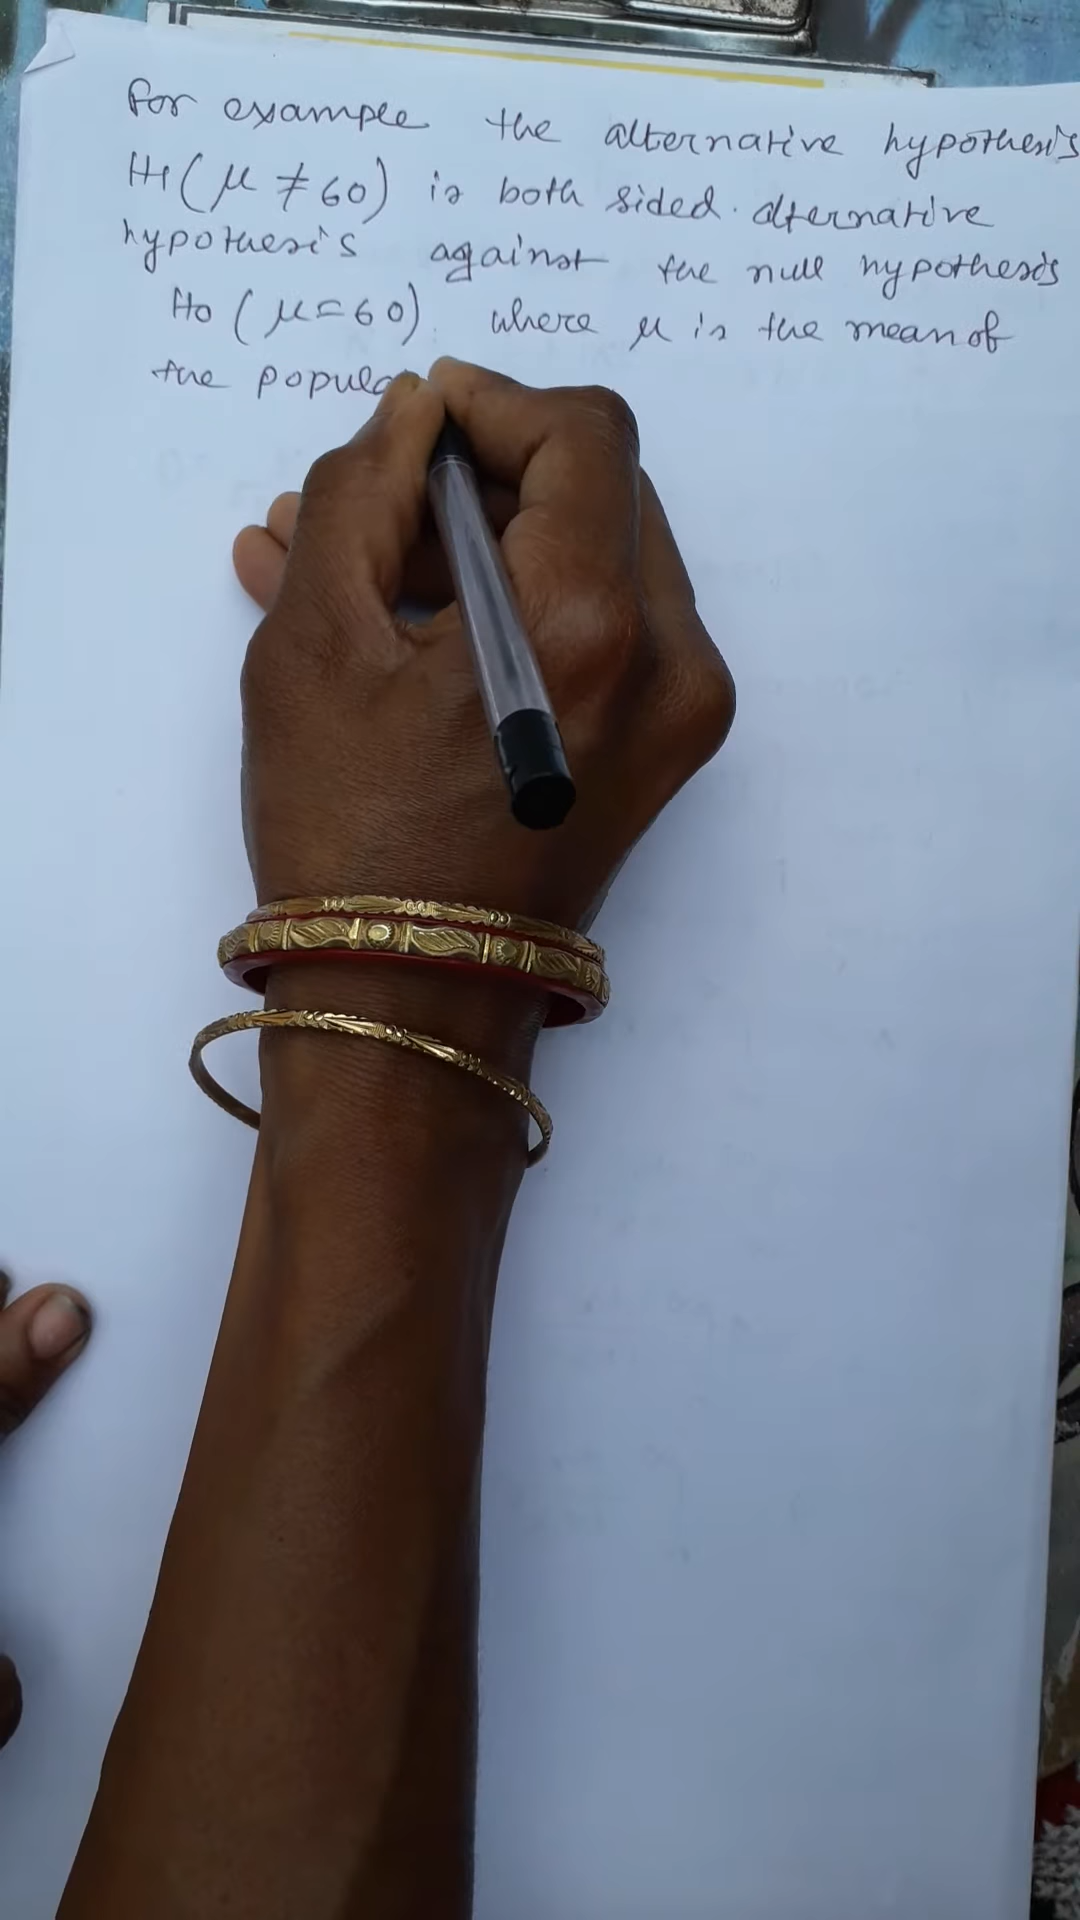 For example the alternative hypothesis
H1 (μ ≠ 60) is both sided. alternative
hypothesis against the null hypothesis
Ho (μ = 60). where μ is the mean of
the popula